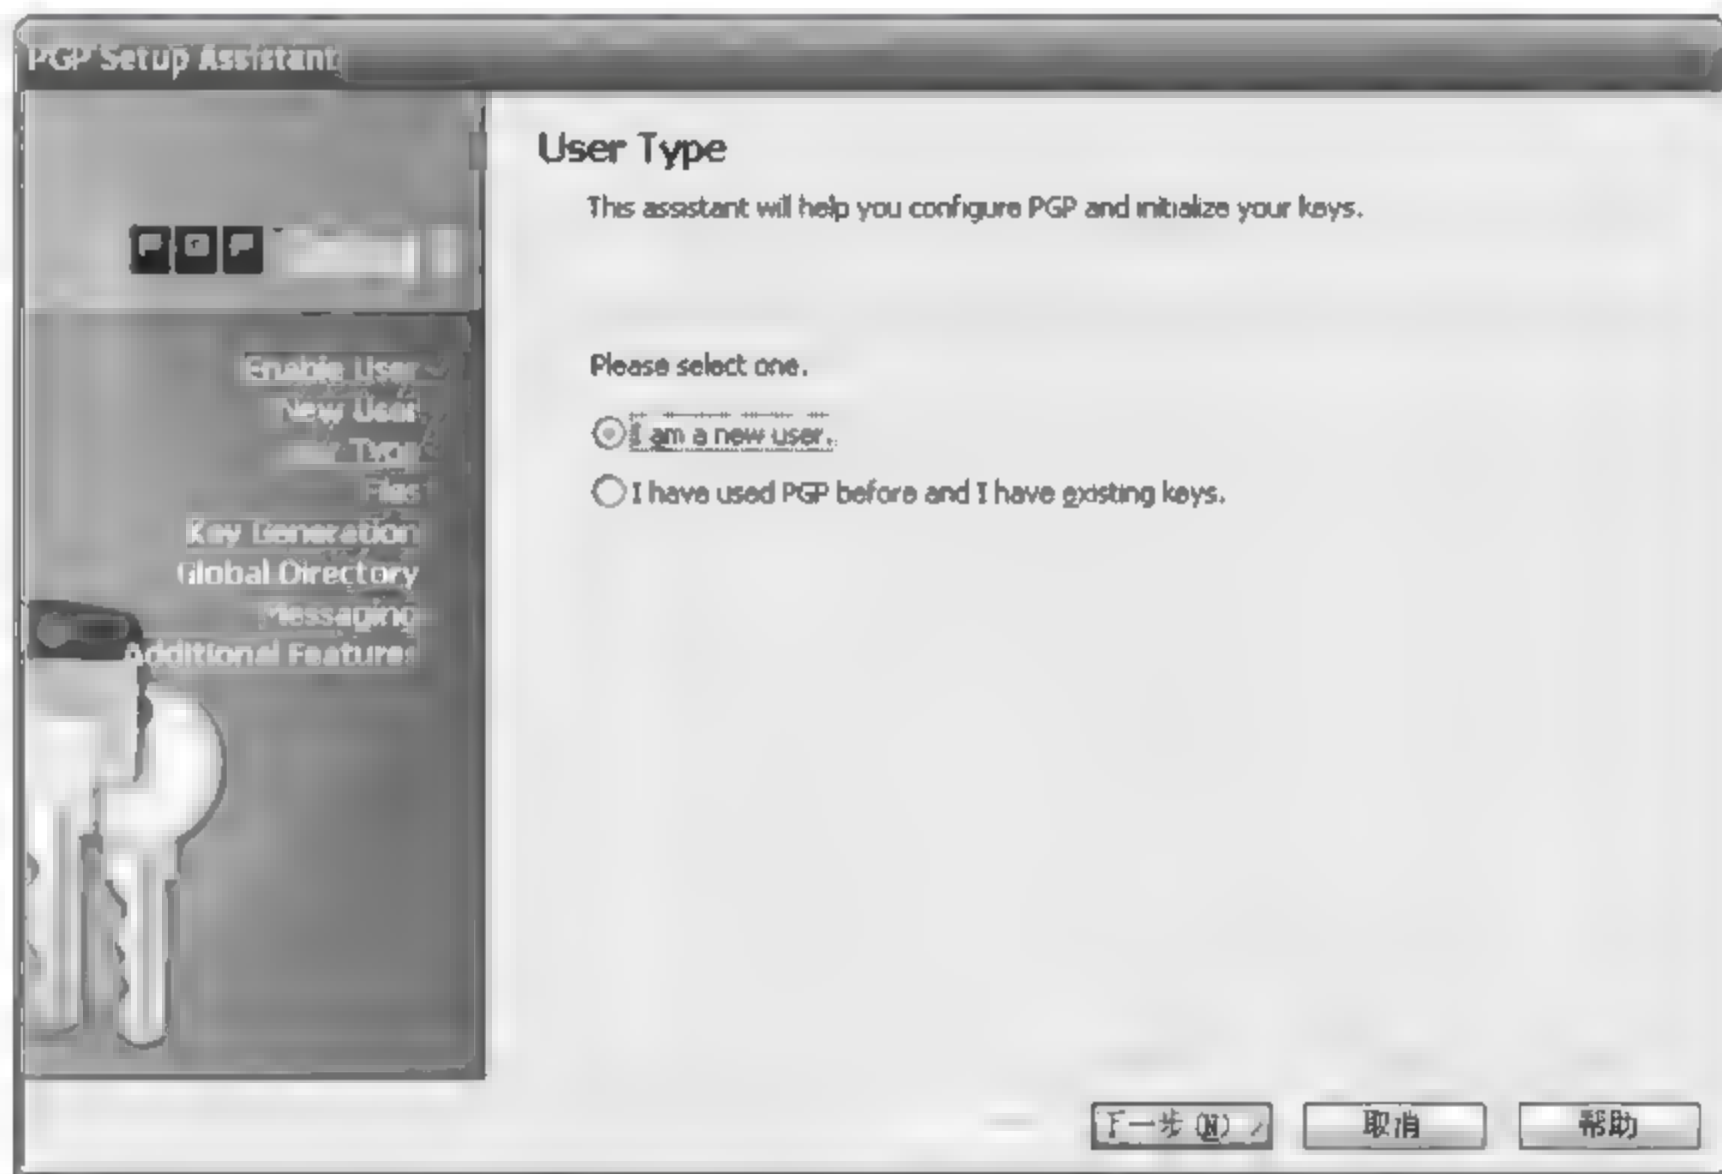 PGP Setup Assistant
PGP
Enable User
New User
Type
Files
Key Generation
Global Directory
Messaging
Additional Features
User Type
This assistant will help you configure PGP and initialize your keys.
Please select one.
I am a new user.
I have used PGP before and I have existing keys.
下一步(N)
取消
帮助